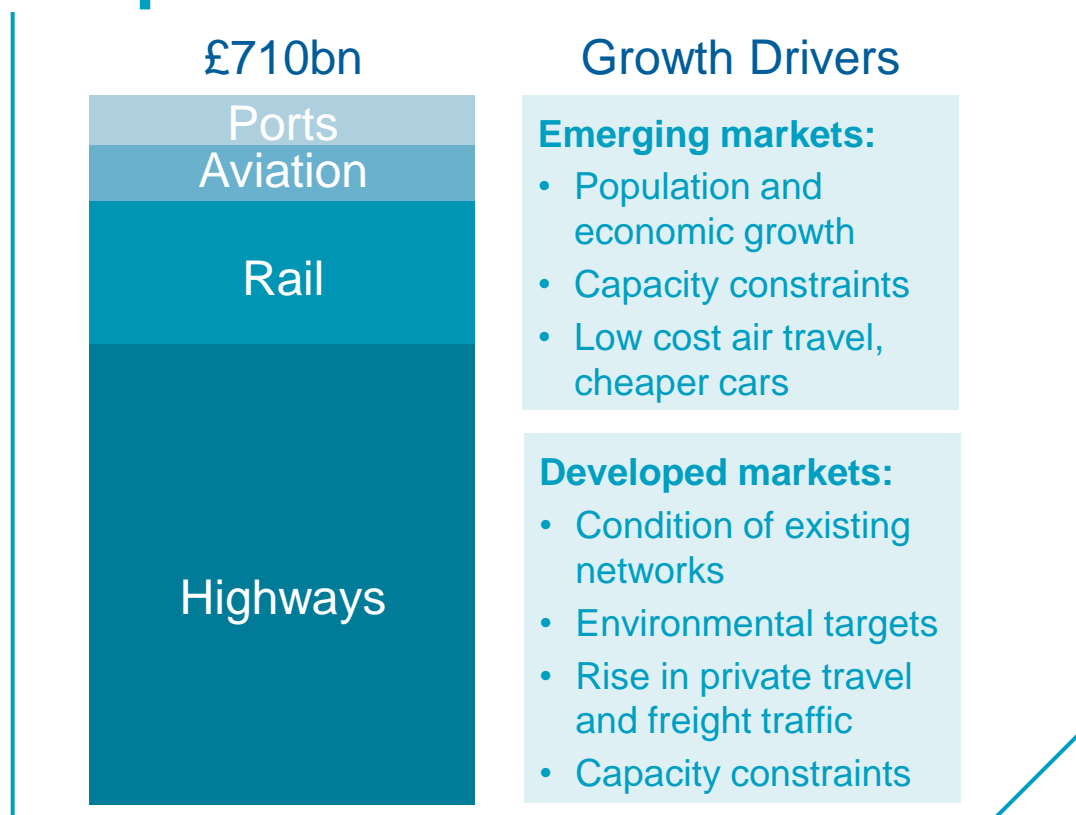 £710bn
Ports
Aviation
Rail
Highways
Growth Drivers
Emerging markets:
• Population and
economic growth
• Capacity constraints
• Low cost air travel,
cheaper cars
Developed markets:
• Condition of existing
networks
• Environmental targets
• Rise in private travel
and freight traffic
• Capacity constraints